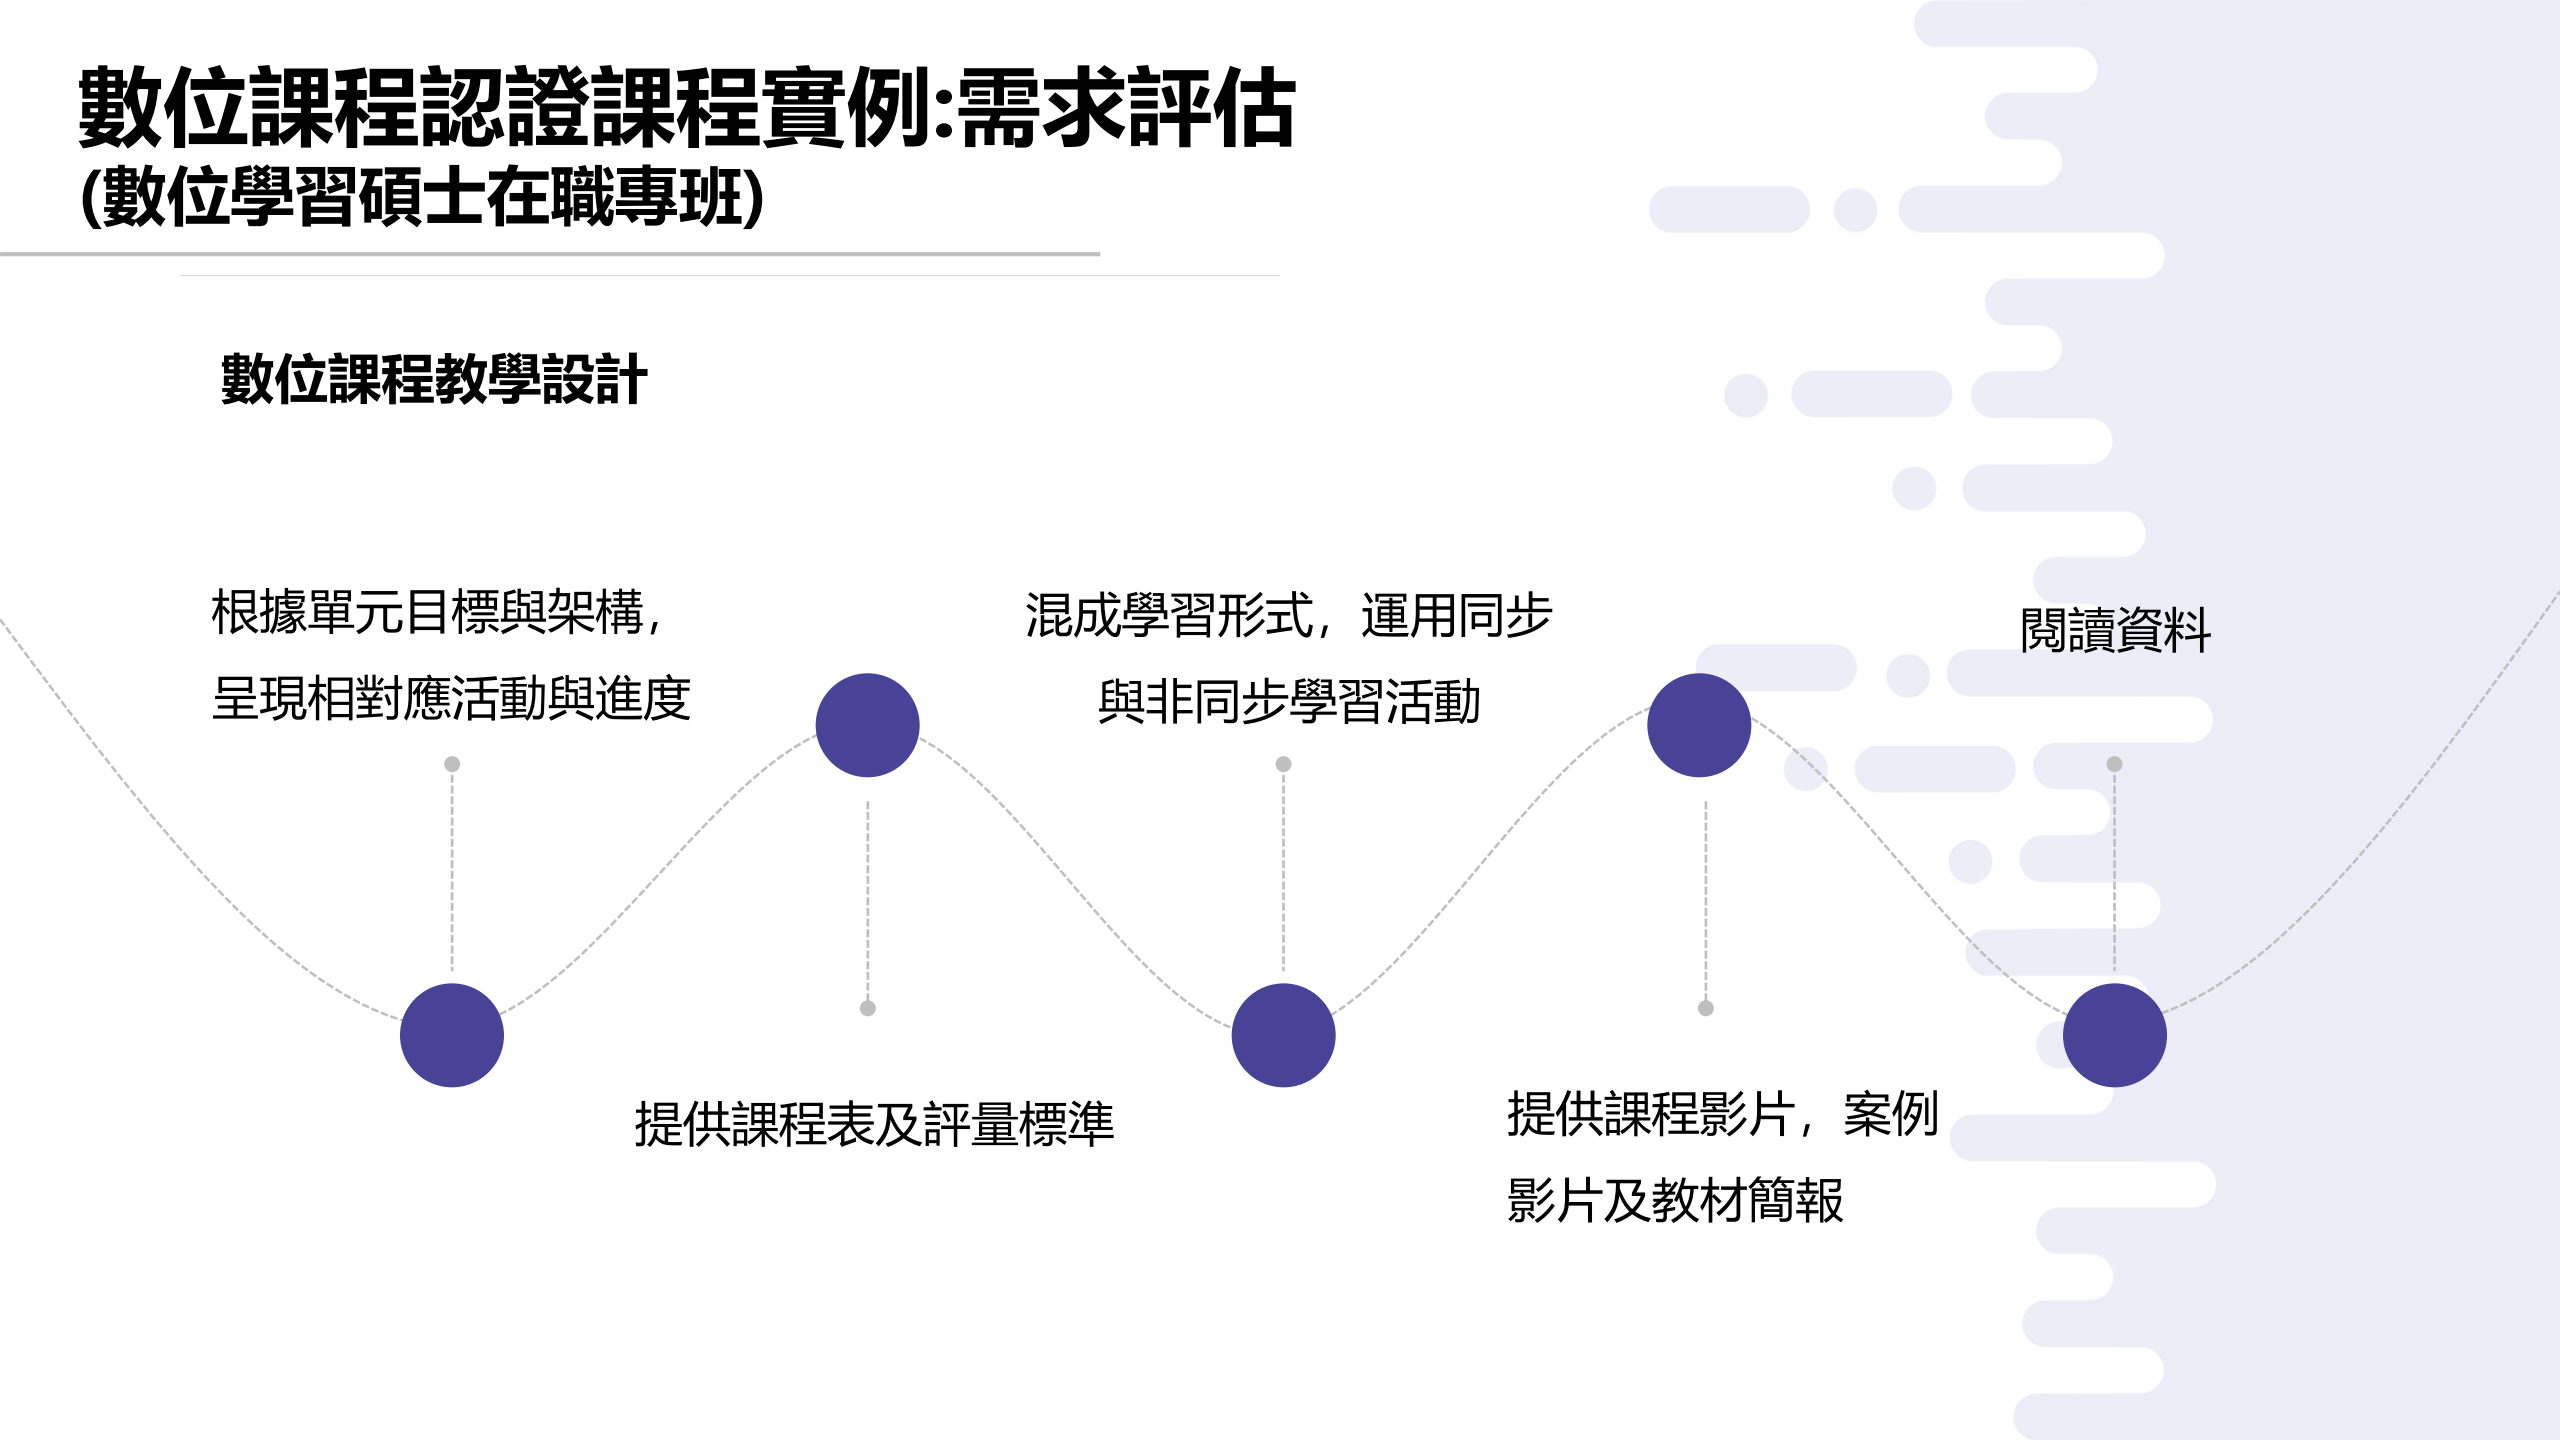 數位課程認證課程實例:需求評估
(數位學習碩士在職專班)
數位課程教學設計
根據單元目標與架構，
呈現相對應活動與進度
提供課程表及評量標準
混成學習形式，運用同步
與非同步學習活動
提供課程影片，案例
影片及教材簡報
閱讀資料